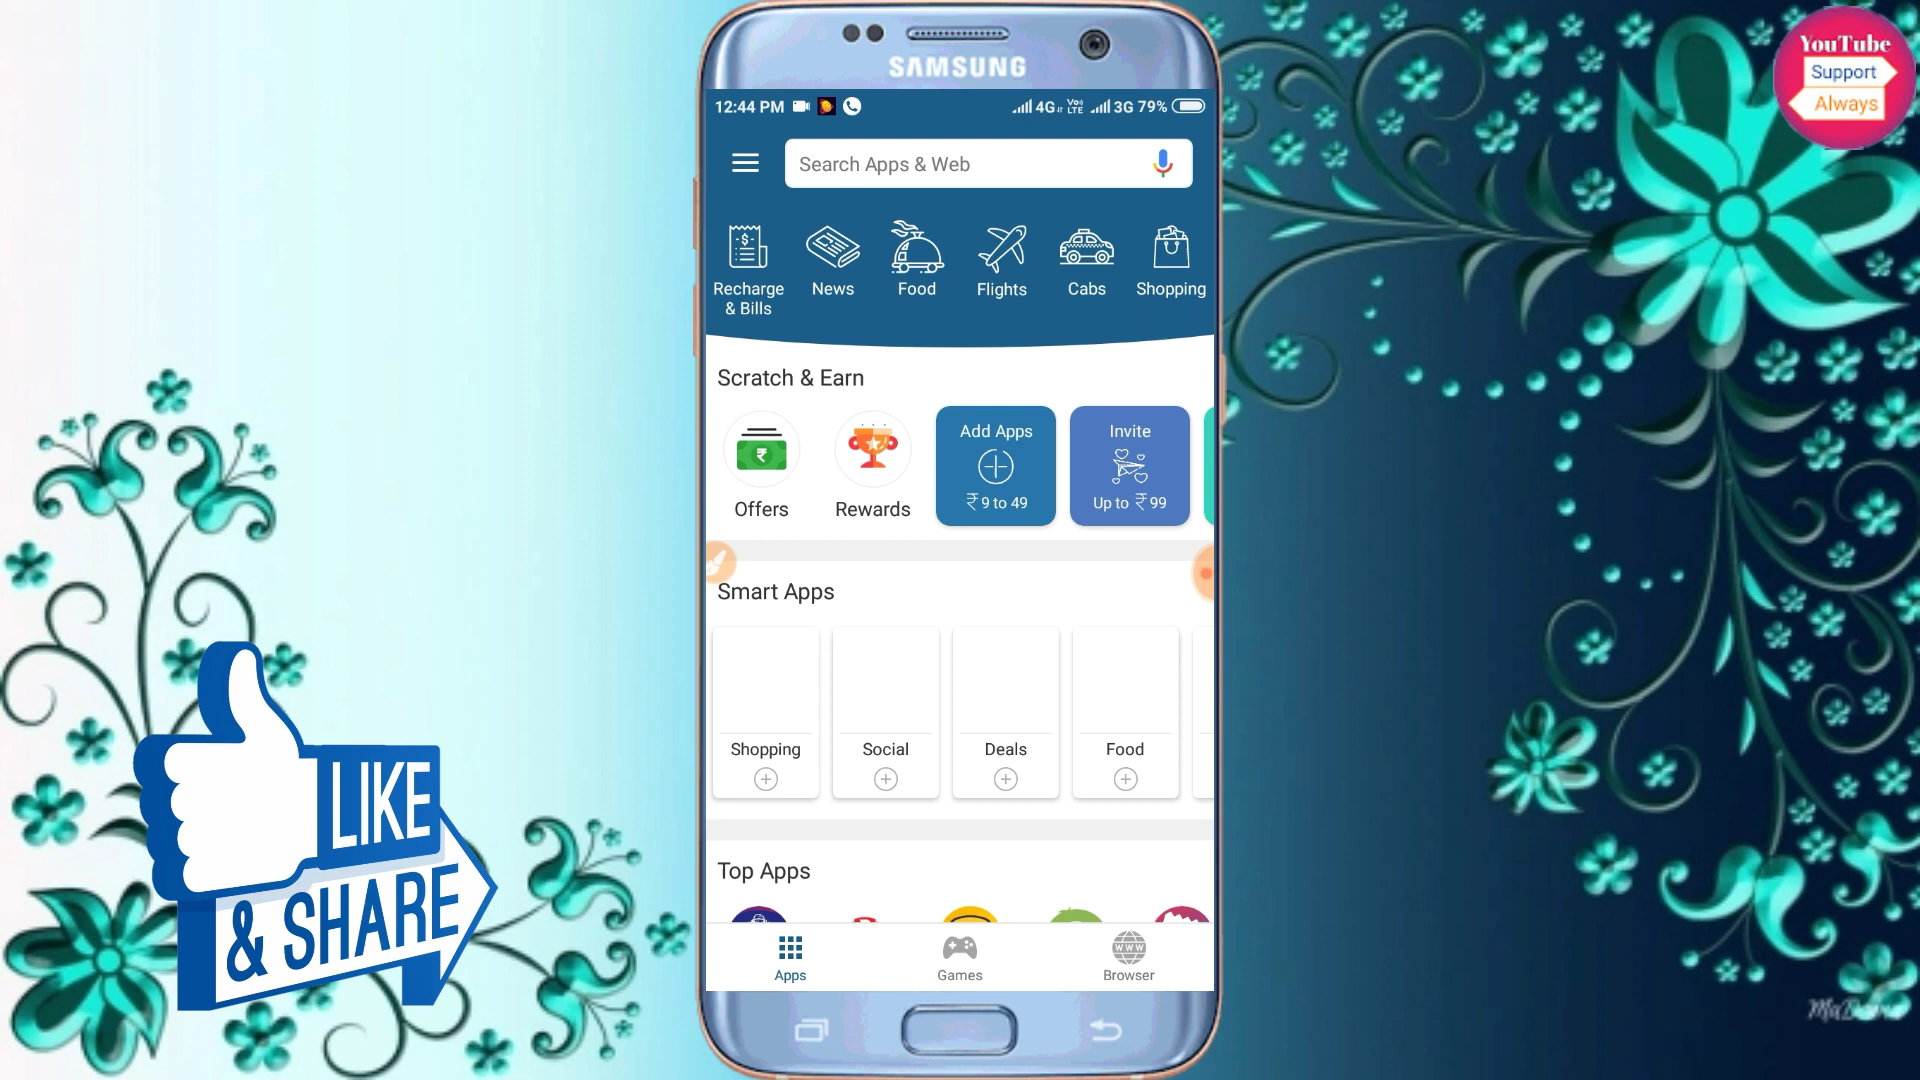 SAMSUNG
12:44 PM
4G VoD LTE 3G 79%
Search Apps & Web
Recharge & Bills
News
Food
Flights
Cabs
Shopping
Scratch & Earn
Offers
Rewards
Add Apps
₹ 9 to 49
Invite
Up to ₹ 99
Smart Apps
Shopping
Social
Deals
Food
Top Apps
Apps
Games
WWW
Browser
LIKE
& SHARE
YouTube
Support
Always